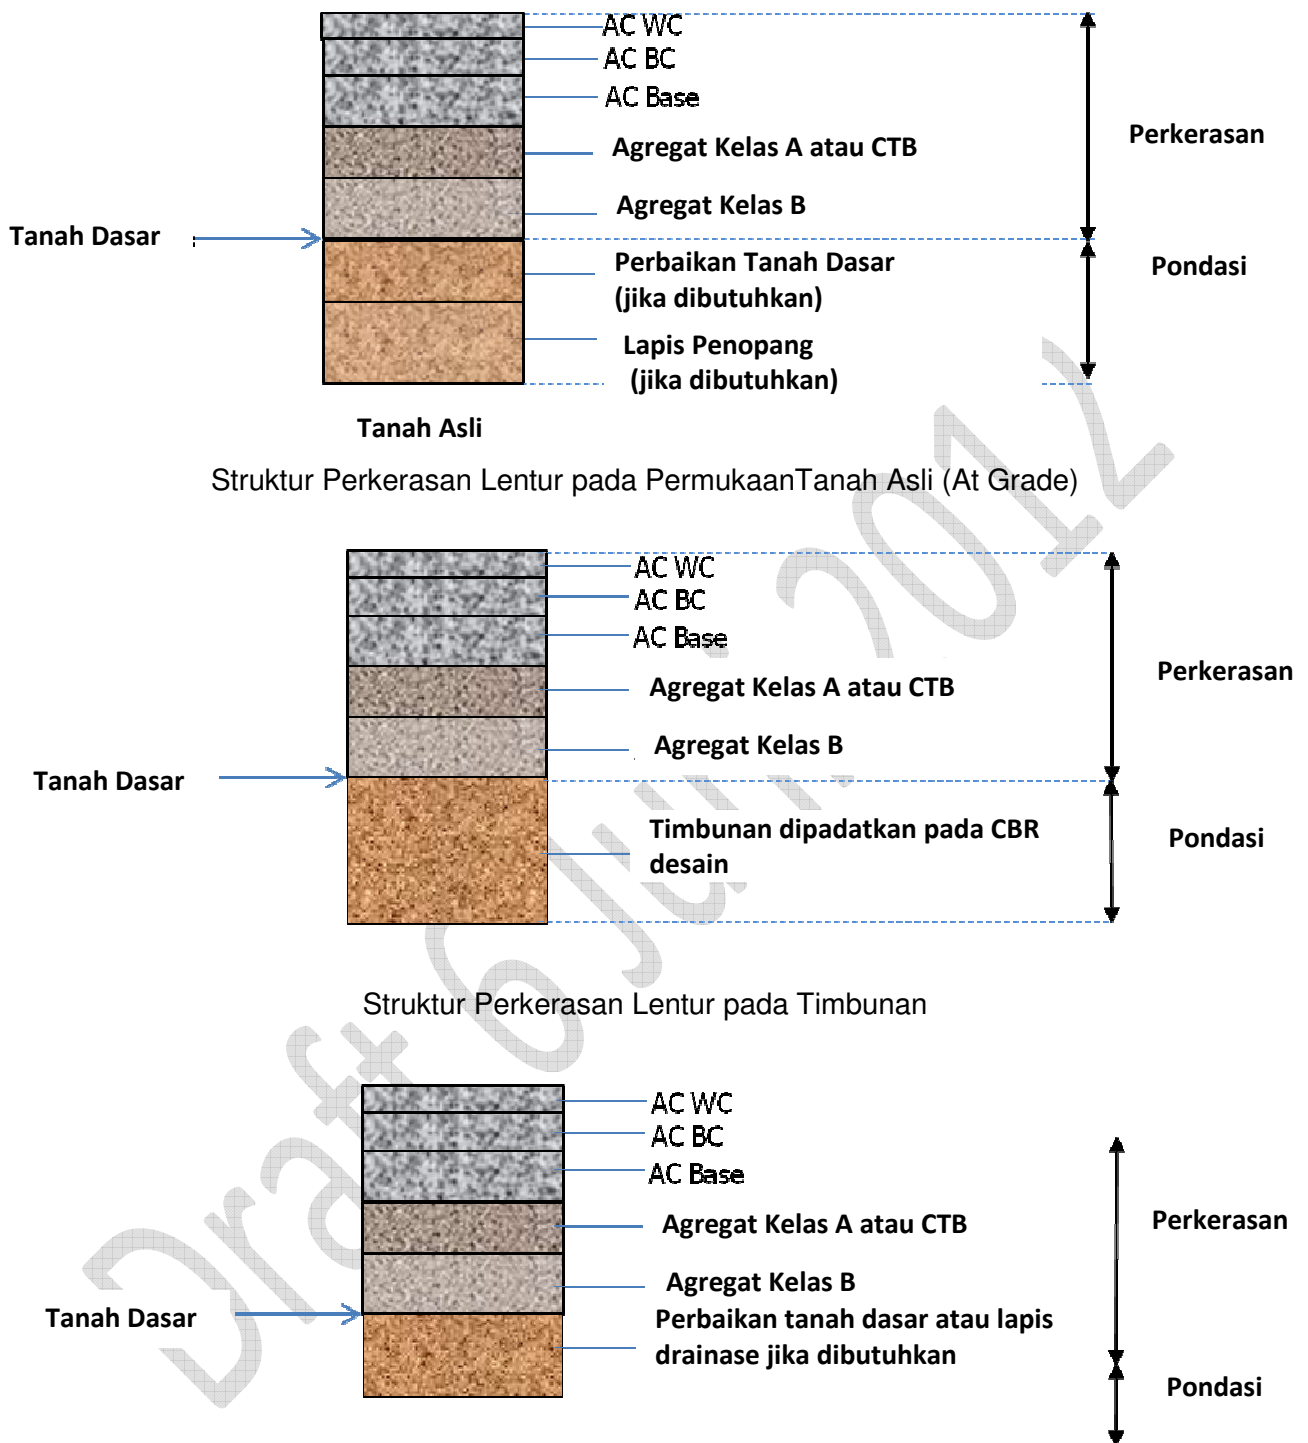 AC WC
AC BC
AC Base
Agregat Kelas A atau CTB
Perkerasan
Agregat Kelas B
Tanah Dasar
Perbaikan Tanah Dasar
(jika dibutuhkan)
Pondasi
Lapis Penopang
(jika dibutuhkan)
Tanah Asli
Struktur Perkerasan Lentur pada PermukaanTanah Asli (At Grade)
AC WC
AC BC
AC Base
Agregat Kelas A atau CTB
Perkerasan
Agregat Kelas B
Tanah Dasar
Timbunan dipadatkan pada CBR
desain
Pondasi
Struktur Perkerasan Lentur pada Timbunan
AC WC
AC BC
AC Base
Agregat Kelas A atau CTB
Perkerasan
Agregat Kelas B
Tanah Dasar
Perbaikan tanah dasar atau lapis
drainase jika dibutuhkan
Pondasi
Draft 6 Juni 2012